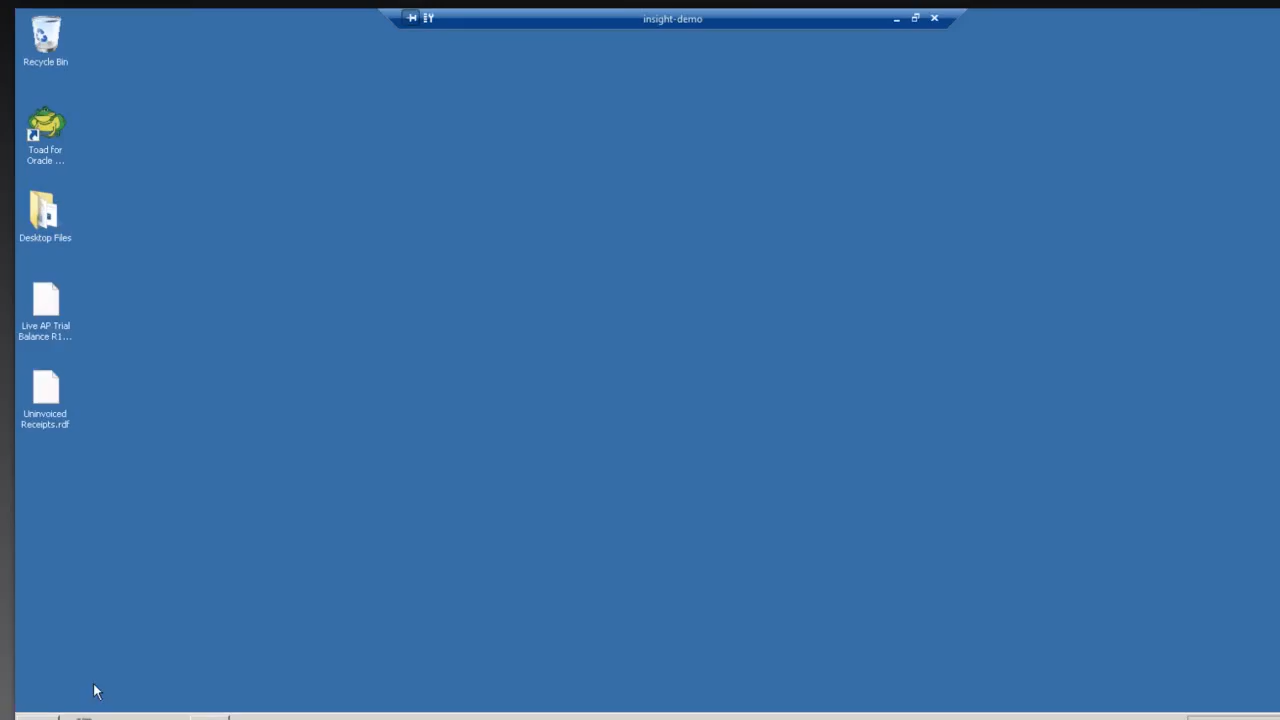 insight-demo
Recycle Bin
Toad for
Oracle ...
Desktop Files
Live AP Trial
Balance R1...
Uninvoiced
Receipts.rdf